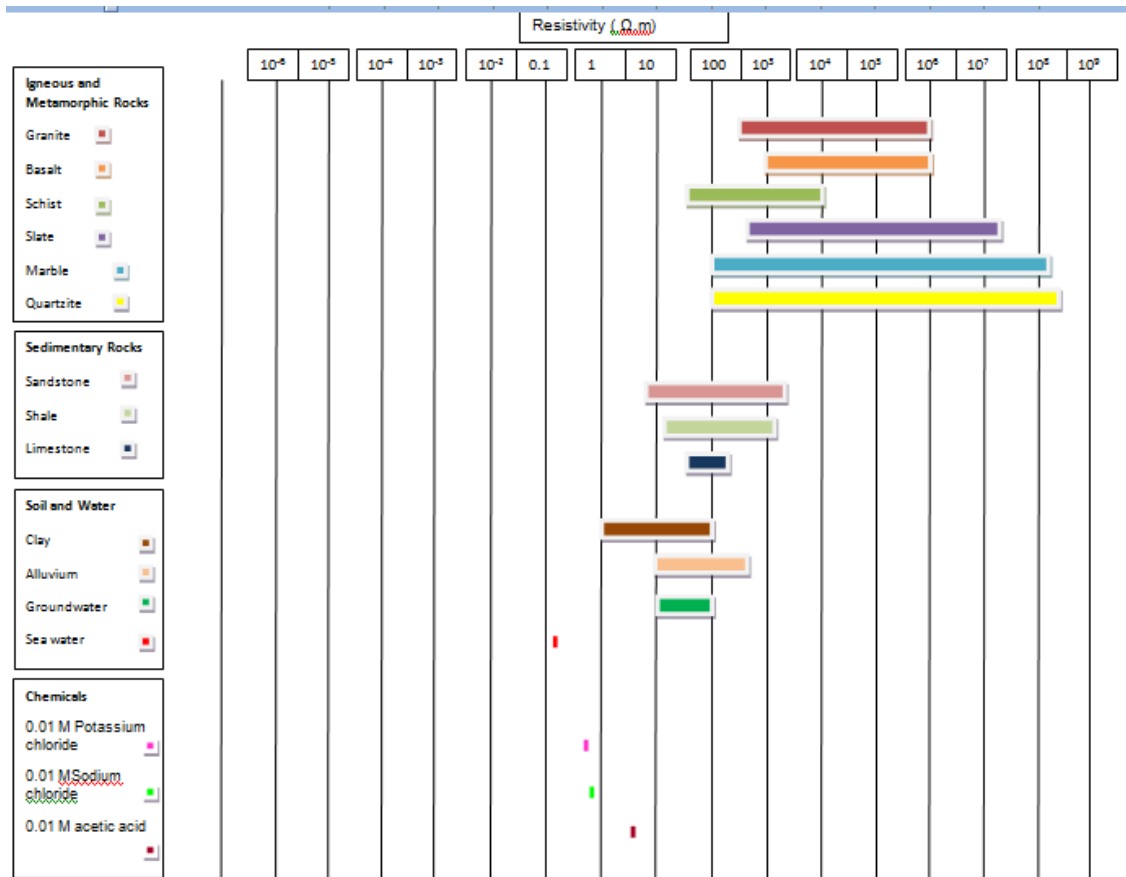 Resistivity ( Ω.m)
10⁻⁶ 10⁻⁵ 10⁻⁴ 10⁻³ 10⁻² 0.1 1 10 100 10³ 10⁴ 10⁵ 10⁶ 10⁷ 10⁸ 10⁹
Igneous and
Metamorphic Rocks
Granite
Basalt
Schist
Slate
Marble
Quartzite
Sedimentary Rocks
Sandstone
Shale
Limestone
Soil and Water
Clay
Alluvium
Groundwater
Sea water
Chemicals
0.01 M Potassium
chloride
0.01 MSodium
chloride
0.01 M acetic acid